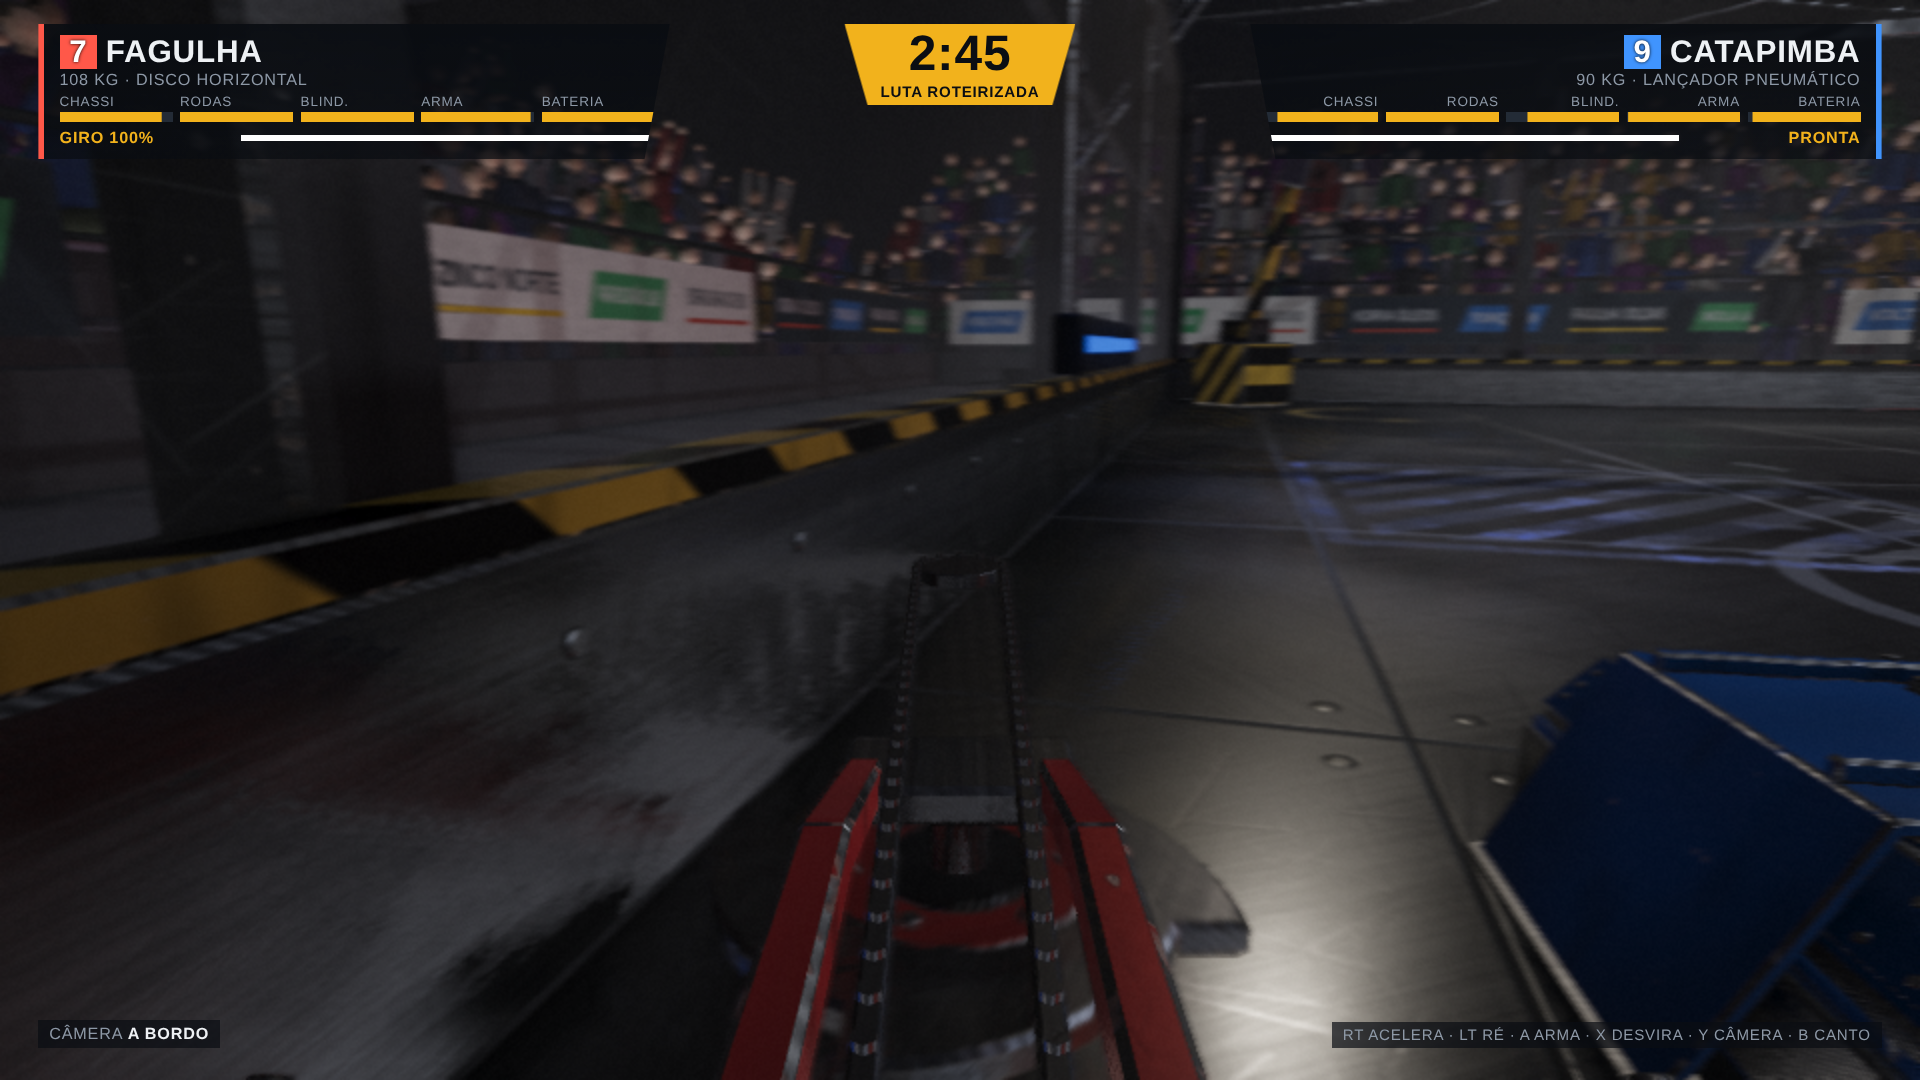 7 FAGULHA
108 KG · DISCO HORIZONTAL
CHASSI RODAS BLIND. ARMA BATERIA
GIRO 100%
2:45
LUTA ROTEIRIZADA
9 CATAPIMBA
90 KG · LANÇADOR PNEUMÁTICO
CHASSI RODAS BLIND. ARMA BATERIA
PRONTA
ZINCO NORTE
CÂMERA A BORDO
RT ACELERA · LT RÉ · A ARMA · X DESVIRA · Y CÂMERA · B CANTO